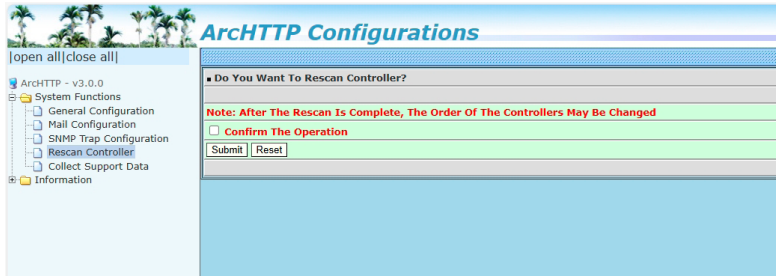 ArcHTTP Configurations
|open all|close all|
ArcHTTP - v3.0.0
System Functions
General Configuration
Mail Configuration
SNMP Trap Configuration
Rescan Controller
Collect Support Data
Information
Do You Want To Rescan Controller?
Note: After The Rescan Is Complete, The Order Of The Controllers May Be Changed
Confirm The Operation
Submit Reset